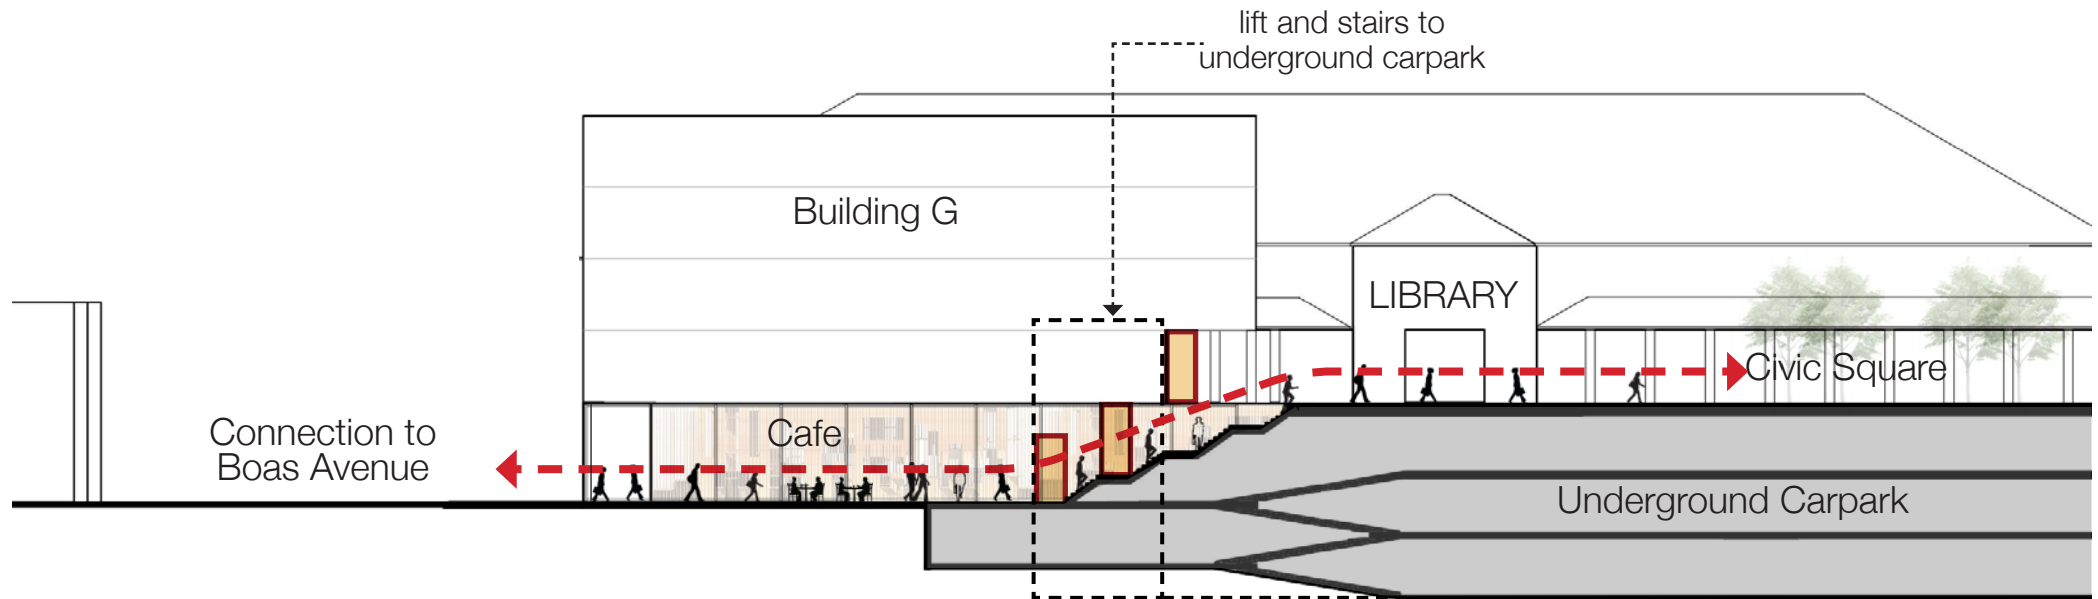 lift and stairs to
underground carpark
Building G
LIBRARY
Civic Square
Cafe
Connection to
Boas Avenue
Underground Carpark